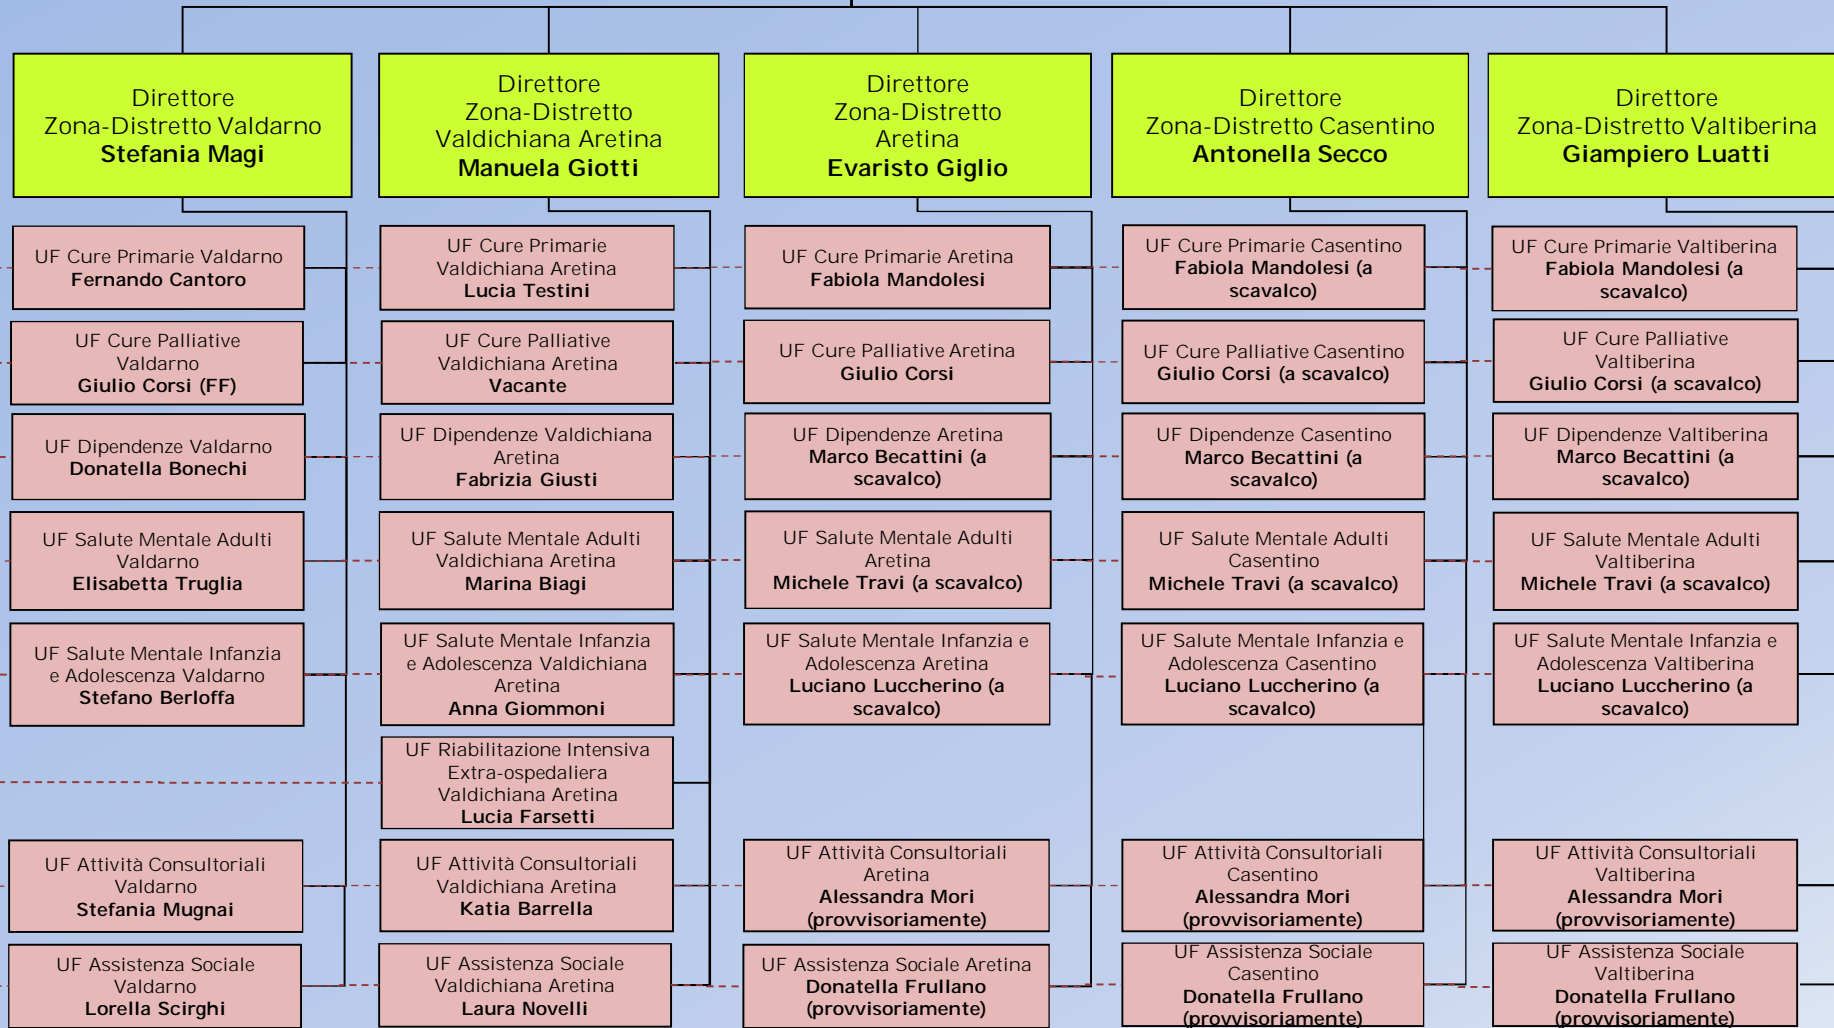 Direttore
Zona-Distretto Valdarno
Stefania Magi
Direttore
Zona-Distretto
Valdichiana Aretina
Manuela Giotti
Direttore
Zona-Distretto
Aretina
Evaristo Giglio
Direttore
Zona-Distretto Casentino
Antonella Secco
Direttore
Zona-Distretto Valtiberina
Giampiero Luatti
UF Cure Primarie Valdarno
Fernando Cantoro
UF Cure Primarie
Valdichiana Aretina
Lucia Testini
UF Cure Primarie Aretina
Fabiola Mandolesi
UF Cure Primarie Casentino
Fabiola Mandolesi (a
scavalco)
UF Cure Primarie Valtiberina
Fabiola Mandolesi (a
scavalco)
UF Cure Palliative
Valdarno
Giulio Corsi (FF)
UF Cure Palliative
Valdichiana Aretina
Vacante
UF Cure Palliative Aretina
Giulio Corsi
UF Cure Palliative Casentino
Giulio Corsi (a scavalco)
UF Cure Palliative
Valtiberina
Giulio Corsi (a scavalco)
UF Dipendenze Valdarno
Donatella Bonechi
UF Dipendenze Valdichiana
Aretina
Fabrizia Giusti
UF Dipendenze Aretina
Marco Becattini (a
scavalco)
UF Dipendenze Casentino
Marco Becattini (a
scavalco)
UF Dipendenze Valtiberina
Marco Becattini (a
scavalco)
UF Salute Mentale Adulti
Valdarno
Elisabetta Truglia
UF Salute Mentale Adulti
Valdichiana Aretina
Marina Biagi
UF Salute Mentale Adulti
Aretina
Michele Travi (a scavalco)
UF Salute Mentale Adulti
Casentino
Michele Travi (a scavalco)
UF Salute Mentale Adulti
Valtiberina
Michele Travi (a scavalco)
UF Salute Mentale Infanzia
e Adolescenza Valdarno
Stefano Berloffa
UF Salute Mentale Infanzia
e Adolescenza Valdichiana
Aretina
Anna Giommoni
UF Salute Mentale Infanzia e
Adolescenza Aretina
Luciano Luccherino (a
scavalco)
UF Salute Mentale Infanzia e
Adolescenza Casentino
Luciano Luccherino (a
scavalco)
UF Salute Mentale Infanzia e
Adolescenza Valtiberina
Luciano Luccherino (a
scavalco)
UF Riabilitazione Intensiva
Extra-ospedaliera
Valdichiana Aretina
Lucia Farsetti
UF Attività Consultoriali
Valdarno
Stefania Mugnai
UF Attività Consultoriali
Valdichiana Aretina
Katia Barrella
UF Attività Consultoriali
Aretina
Alessandra Mori
(provvisoriamente)
UF Attività Consultoriali
Casentino
Alessandra Mori
(provvisoriamente)
UF Attività Consultoriali
Valtiberina
Alessandra Mori
(provvisoriamente)
UF Assistenza Sociale
Valdarno
Lorella Scirghi
UF Assistenza Sociale
Valdichiana Aretina
Laura Novelli
UF Assistenza Sociale Aretina
Donatella Frullano
(provvisoriamente)
UF Assistenza Sociale
Casentino
Donatella Frullano
(provvisoriamente)
UF Assistenza Sociale
Valtiberina
Donatella Frullano
(provvisoriamente)